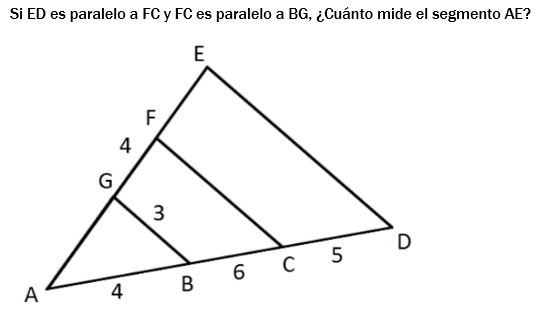 Si ED es paralelo a FC y FC es paralelo a BG, ¿Cuánto mide el segmento AE?
E
F
4
G
3
D
C
5
6
B
A
4